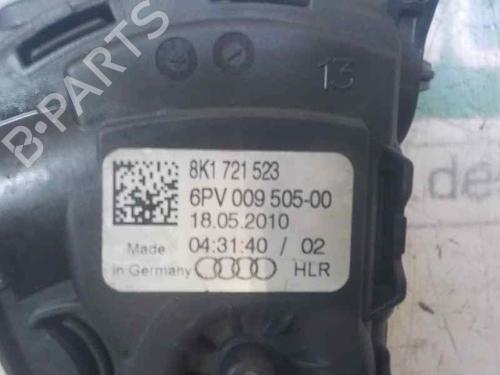 B-PARTS
13
8K1 721 523
6PV 009 505-00
18.05.2010
Made 04:31:40 / 02
in Germany HLR
de-